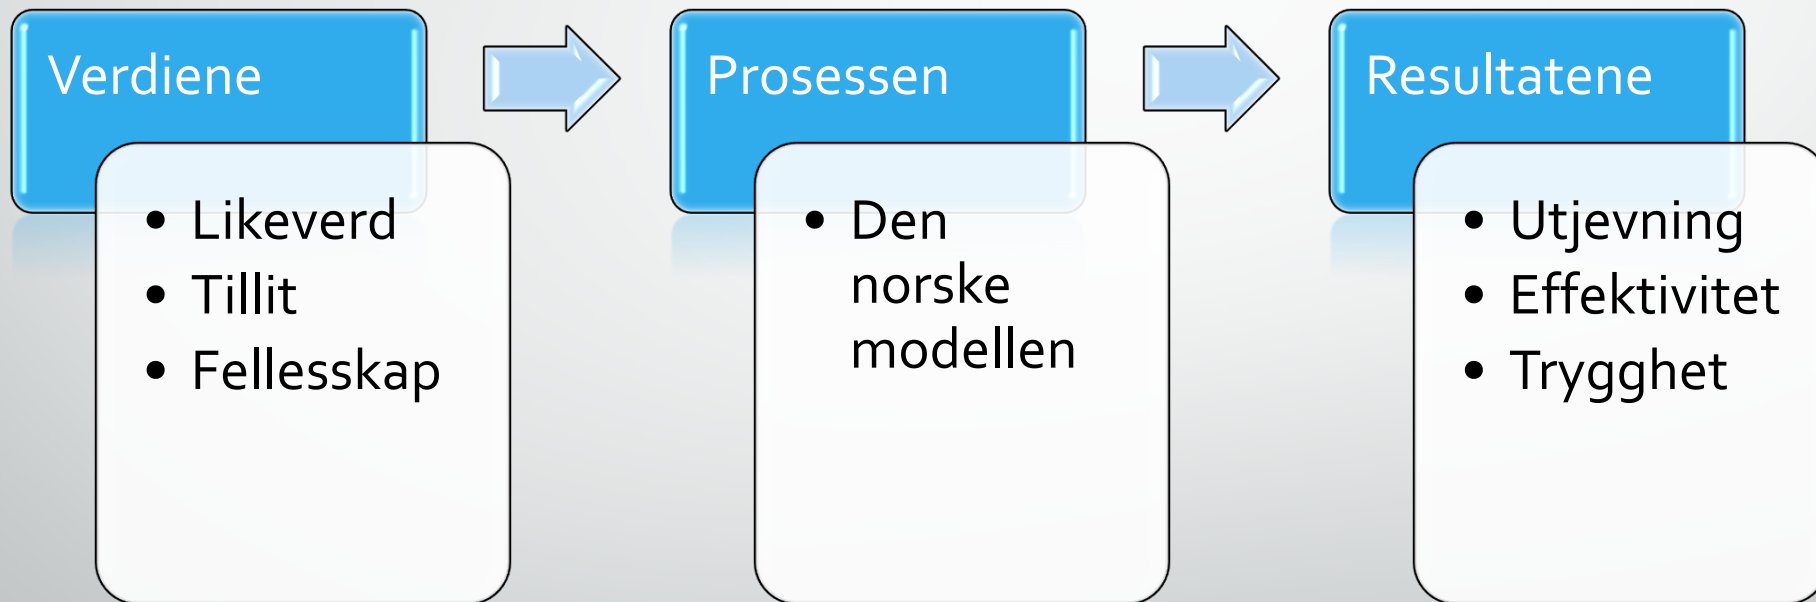 Verdiene
• Likeverd
• Tillit
• Fellesskap
Prosessen
• Den
norske
modellen
Resultatene
• Utjevning
• Effektivitet
• Trygghet